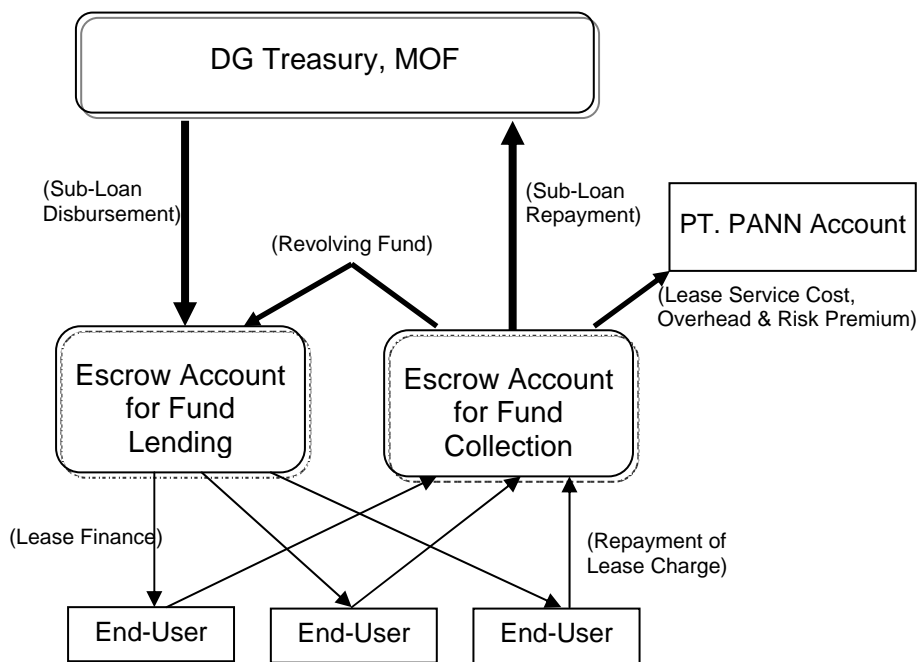 DG Treasury, MOF
(Sub-Loan
Disbursement)
(Sub-Loan
Repayment)
PT. PANN Account
(Revolving Fund)
(Lease Service Cost,
Overhead & Risk Premium)
Escrow Account
for Fund
Lending
Escrow Account
for Fund
Collection
(Lease Finance)
(Repayment of
Lease Charge)
End-User
End-User
End-User